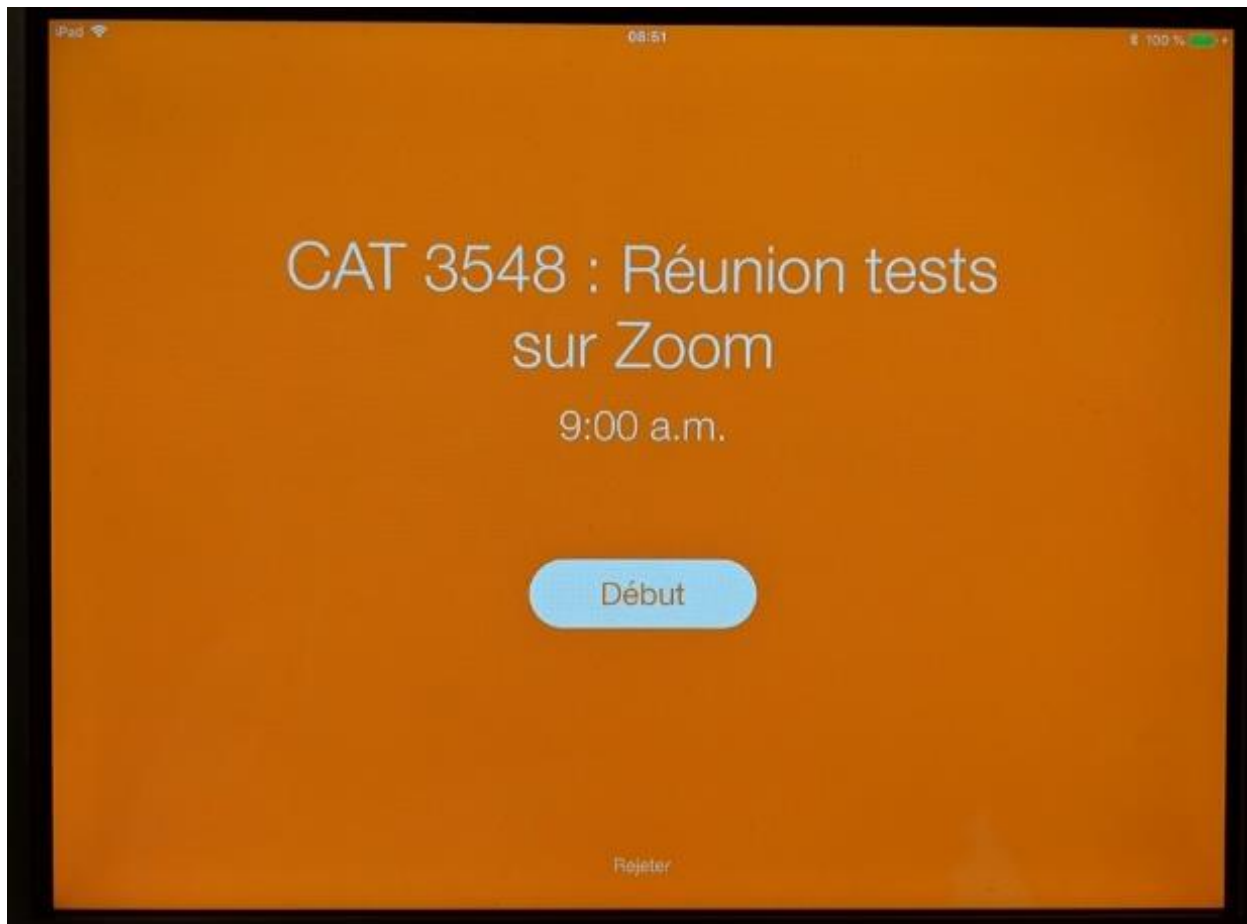 iPad
08:51
100 %
CAT 3548 : Réunion tests
sur Zoom
9:00 a.m.
Début
Rejeter